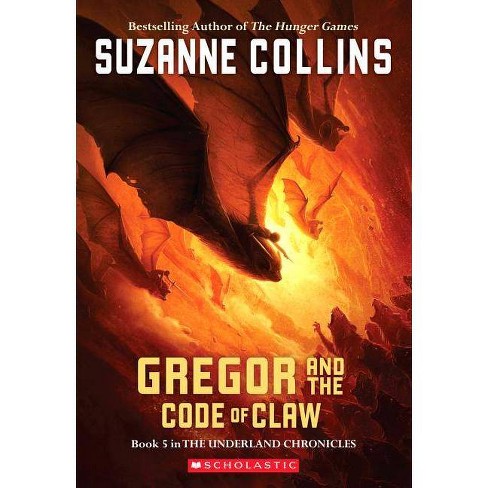 Bestselling Author of The Hunger Games
SUZANNE COLLINS
GREGOR AND THE
CODE OF CLAW
Book 5 in THE UNDERLAND CHRONICLES
SCHOLASTIC